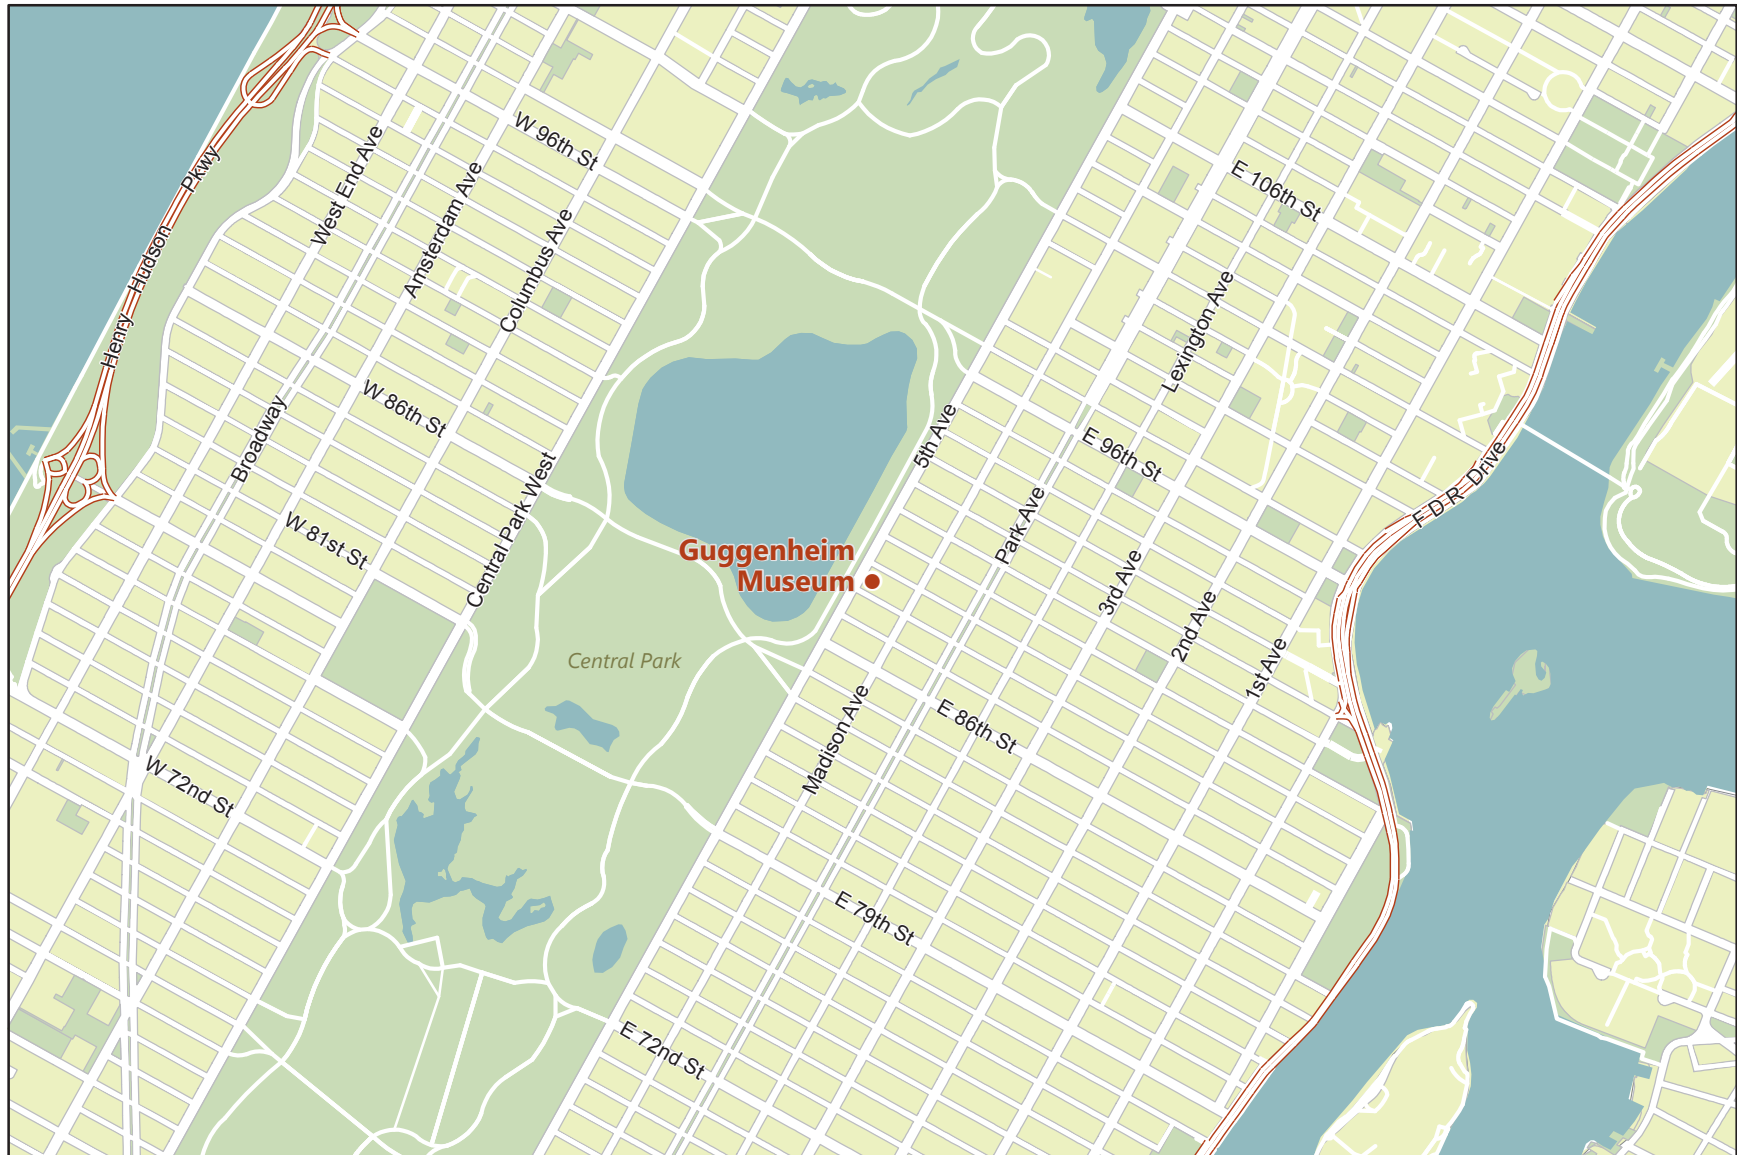 W 96th St
West End Ave
Henry Hudson Pkwy
Amsterdam Ave
E 106th St
Columbus Ave
Lexington Ave
W 86th St
Broadway
5th Ave
E 96th St
Central Park West
Park Ave
F D R Drive
W 81st St
Guggenheim
Museum
3rd Ave
2nd Ave
1st Ave
Central Park
Madison Ave
E 86th St
W 72nd St
E 79th St
E 72nd St